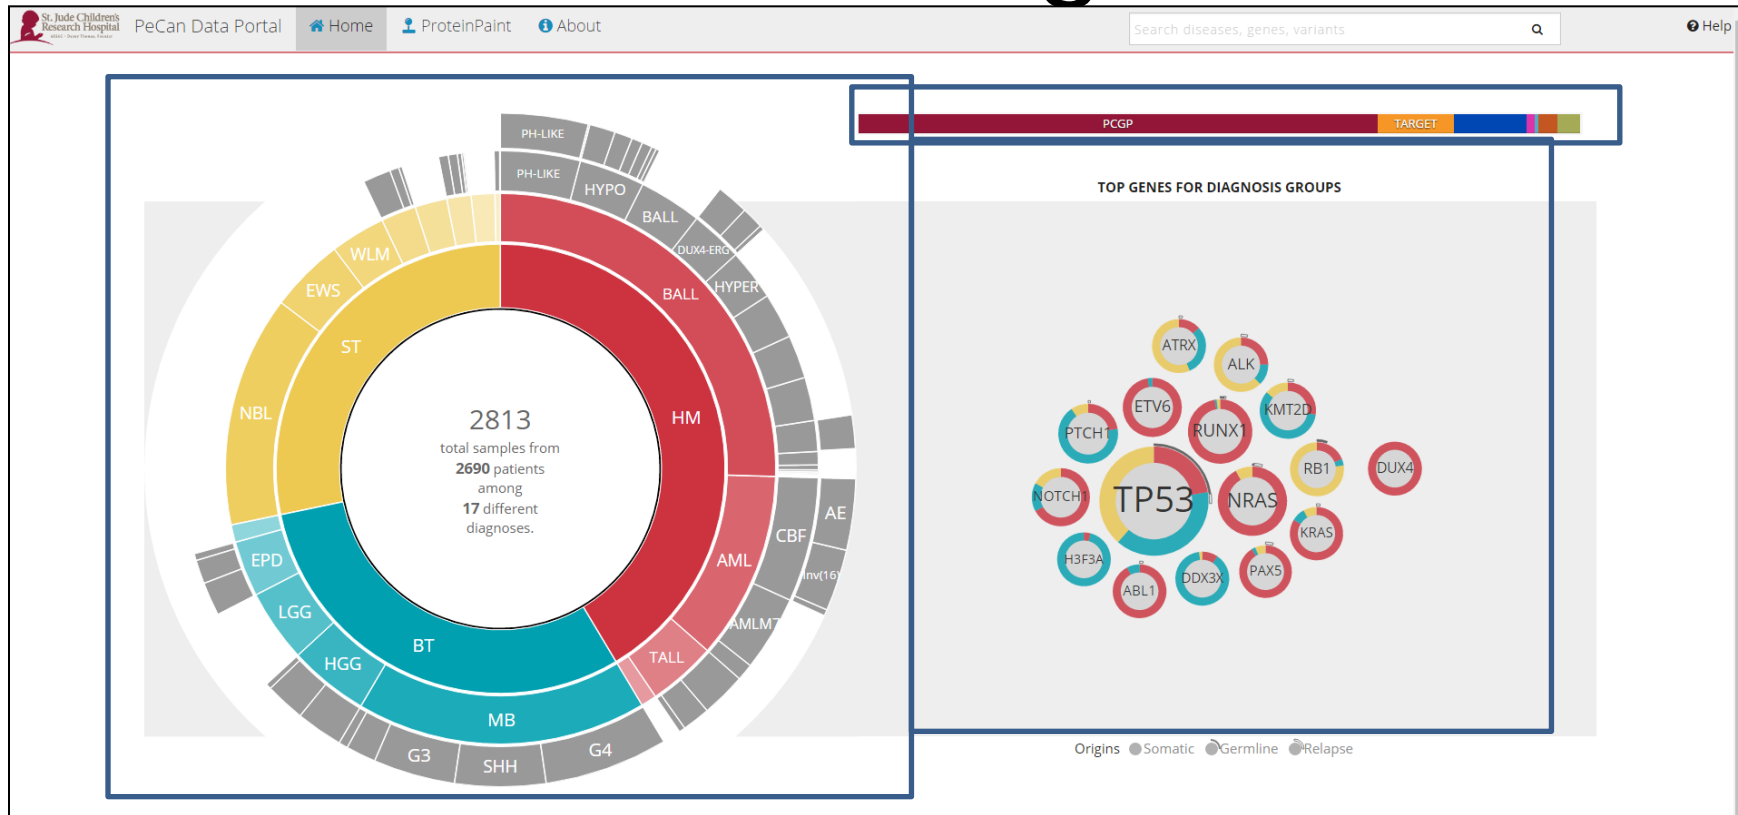 St. Jude Children's
Research Hospital
PeCan Data Portal
Home
ProteinPaint
About
Search diseases, genes, variants
Help
PCGP
TARGET
TOP GENES FOR DIAGNOSIS GROUPS
PH-LIKE
PH-LIKE
HYPO
BALL
DUX4-ERG
HYPER
BALL
WLM
EWS
ST
NBL
HM
2813
total samples from
2690 patients
among
17 different
diagnoses.
AE
CBF
Inv(16)
AML
AMLM7
TALL
EPD
LGG
HGG
BT
MB
G3
SHH
G4
ATRX
ALK
ETV6
KMT2D
PTCH1
RUNX1
RB1
DUX4
NOTCH1
TP53
NRAS
KRAS
H3F3A
ABL1
DDX3X
PAX5
Origins Somatic Germline Relapse